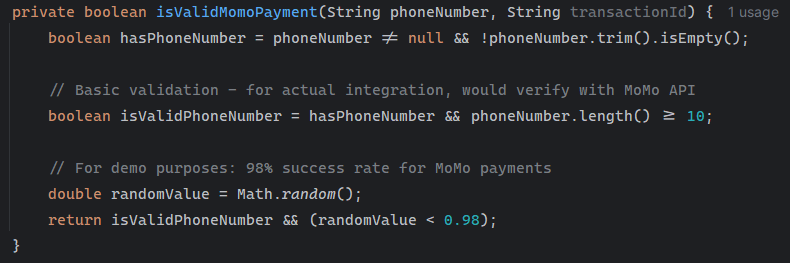 private boolean isValidMomoPayment(String phoneNumber, String transactionId) { 1 usage
    boolean hasPhoneNumber = phoneNumber ≠ null && !phoneNumber.trim().isEmpty();

    // Basic validation – for actual integration, would verify with MoMo API
    boolean isValidPhoneNumber = hasPhoneNumber && phoneNumber.length() ≥ 10;

    // For demo purposes: 98% success rate for MoMo payments
    double randomValue = Math.random();
    return isValidPhoneNumber && (randomValue < 0.98);
}